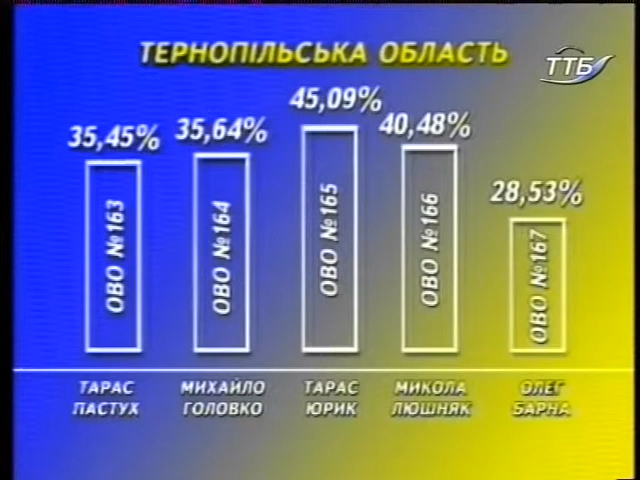 ТЕРНОПІЛЬСЬКА ОБЛАСТЬ
ТТБ
35,45%
35,64%
45,09%
40,48%
28,53%
ОВО №163
ОВО №164
ОВО №165
ОВО №166
ОВО №167
ТАРАС
ПАСТУХ
МИХАЙЛО
ГОЛОВКО
ТАРАС
ЮРИК
МИКОЛА
ЛЮШНЯК
ОЛЕГ
БАРНА